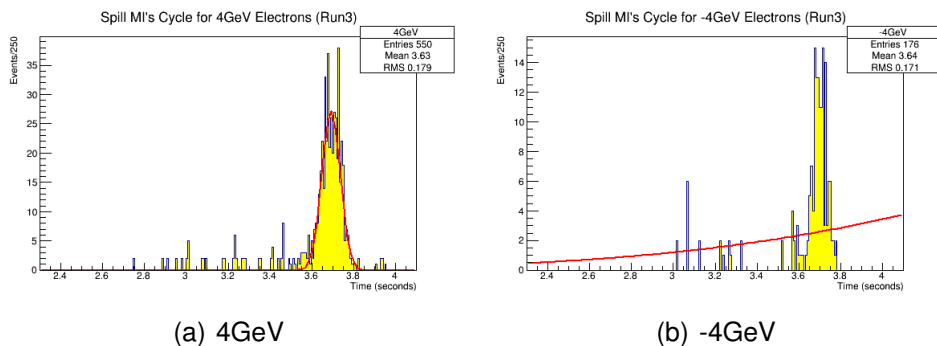 Spill MI's Cycle for 4GeV Electrons (Run3)
4GeV
Entries 550
Mean 3.63
RMS 0.179
Events/250
35
30
25
20
15
10
5
0
2.4 2.6 2.8 3 3.2 3.4 3.6 3.8 4
Time (seconds)
(a) 4GeV
Spill MI's Cycle for -4GeV Electrons (Run3)
-4GeV
Entries 176
Mean 3.64
RMS 0.171
Events/250
14
12
10
8
6
4
2
0
2.4 2.6 2.8 3 3.2 3.4 3.6 3.8 4
Time (seconds)
(b) -4GeV